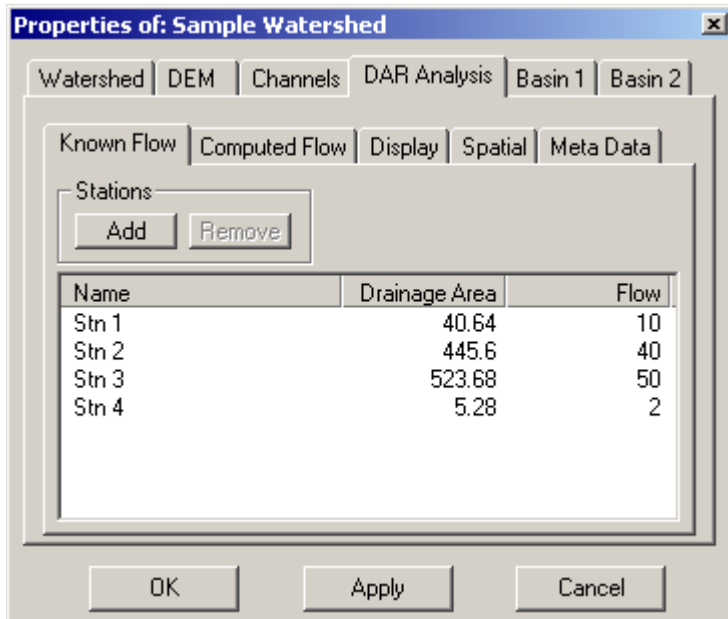 Properties of: Sample Watershed
Watershed DEM Channels DAR Analysis Basin 1 Basin 2
Known Flow Computed Flow Display Spatial Meta Data
Stations
Add Remove
Name Drainage Area Flow
Stn 1 40.64 10
Stn 2 445.6 40
Stn 3 523.68 50
Stn 4 5.28 2
OK Apply Cancel